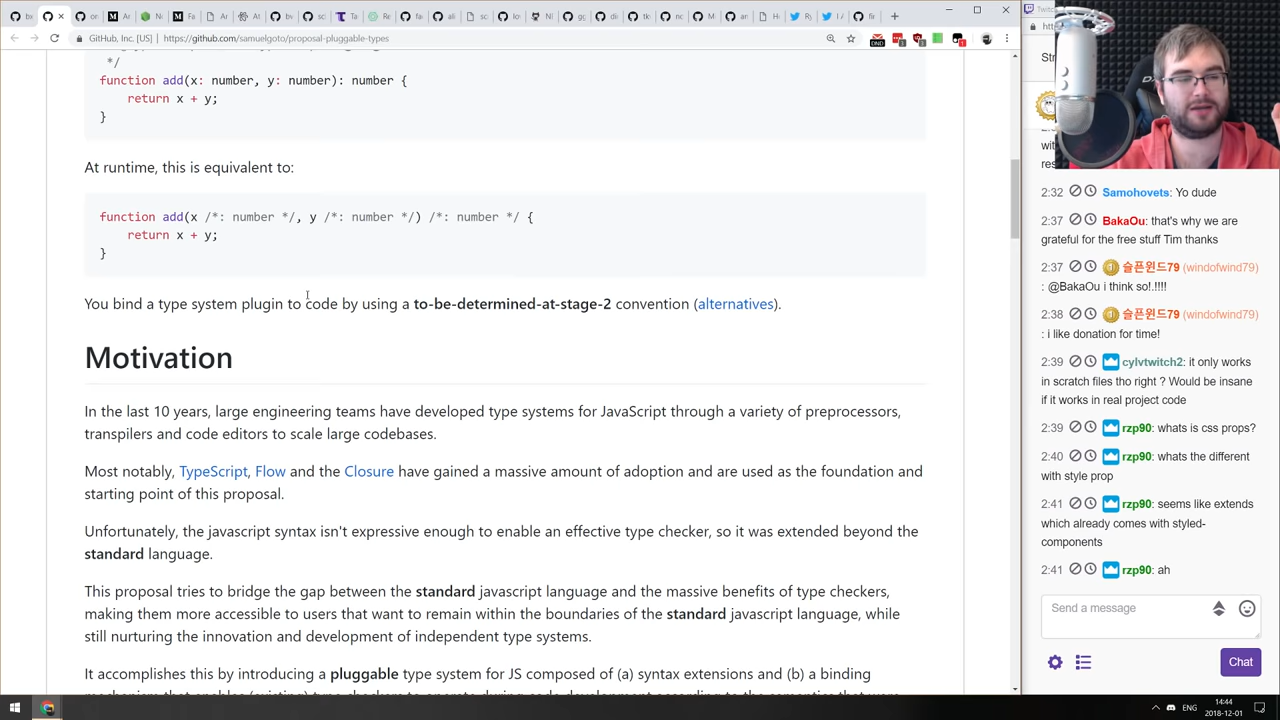 GitHub, Inc. [US] | https://github.com/samuelgoto/proposal-pluggable-types
*/
function add(x: number, y: number): number {
return x + y;
}
At runtime, this is equivalent to:
function add(x /*: number */, y /*: number */) /*: number */ {
return x + y;
}
You bind a type system plugin to code by using a to-be-determined-at-stage-2 convention (alternatives).
Motivation
In the last 10 years, large engineering teams have developed type systems for JavaScript through a variety of preprocessors,
transpilers and code editors to scale large codebases.
Most notably, TypeScript, Flow and the Closure have gained a massive amount of adoption and are used as the foundation and
starting point of this proposal.
Unfortunately, the javascript syntax isn't expressive enough to enable an effective type checker, so it was extended beyond the
standard language.
This proposal tries to bridge the gap between the standard javascript language and the massive benefits of type checkers,
making them more accessible to users that want to remain within the boundaries of the standard javascript language, while
still nurturing the innovation and development of independent type systems.
It accomplishes this by introducing a pluggable type system for JS composed of (a) syntax extensions and (b) a binding
2:32 Samohovets: Yo dude
2:37 BakaOu: that's why we are
grateful for the free stuff Tim thanks
2:37 슬픈윈드79 (windofwind79)
: @BakaOu i think so!.!!!!
2:38 슬픈윈드79 (windofwind79)
: i like donation for time!
2:39 cylvtwitch2: it only works
in scratch files tho right ? Would be insane
if it works in real project code
2:39 rzp90: whats is css props?
2:40 rzp90: whats the different
with style prop
2:41 rzp90: seems like extends
which already comes with styled-
components
2:41 rzp90: ah
Send a message
Chat
ENG
14:44
2018-12-01